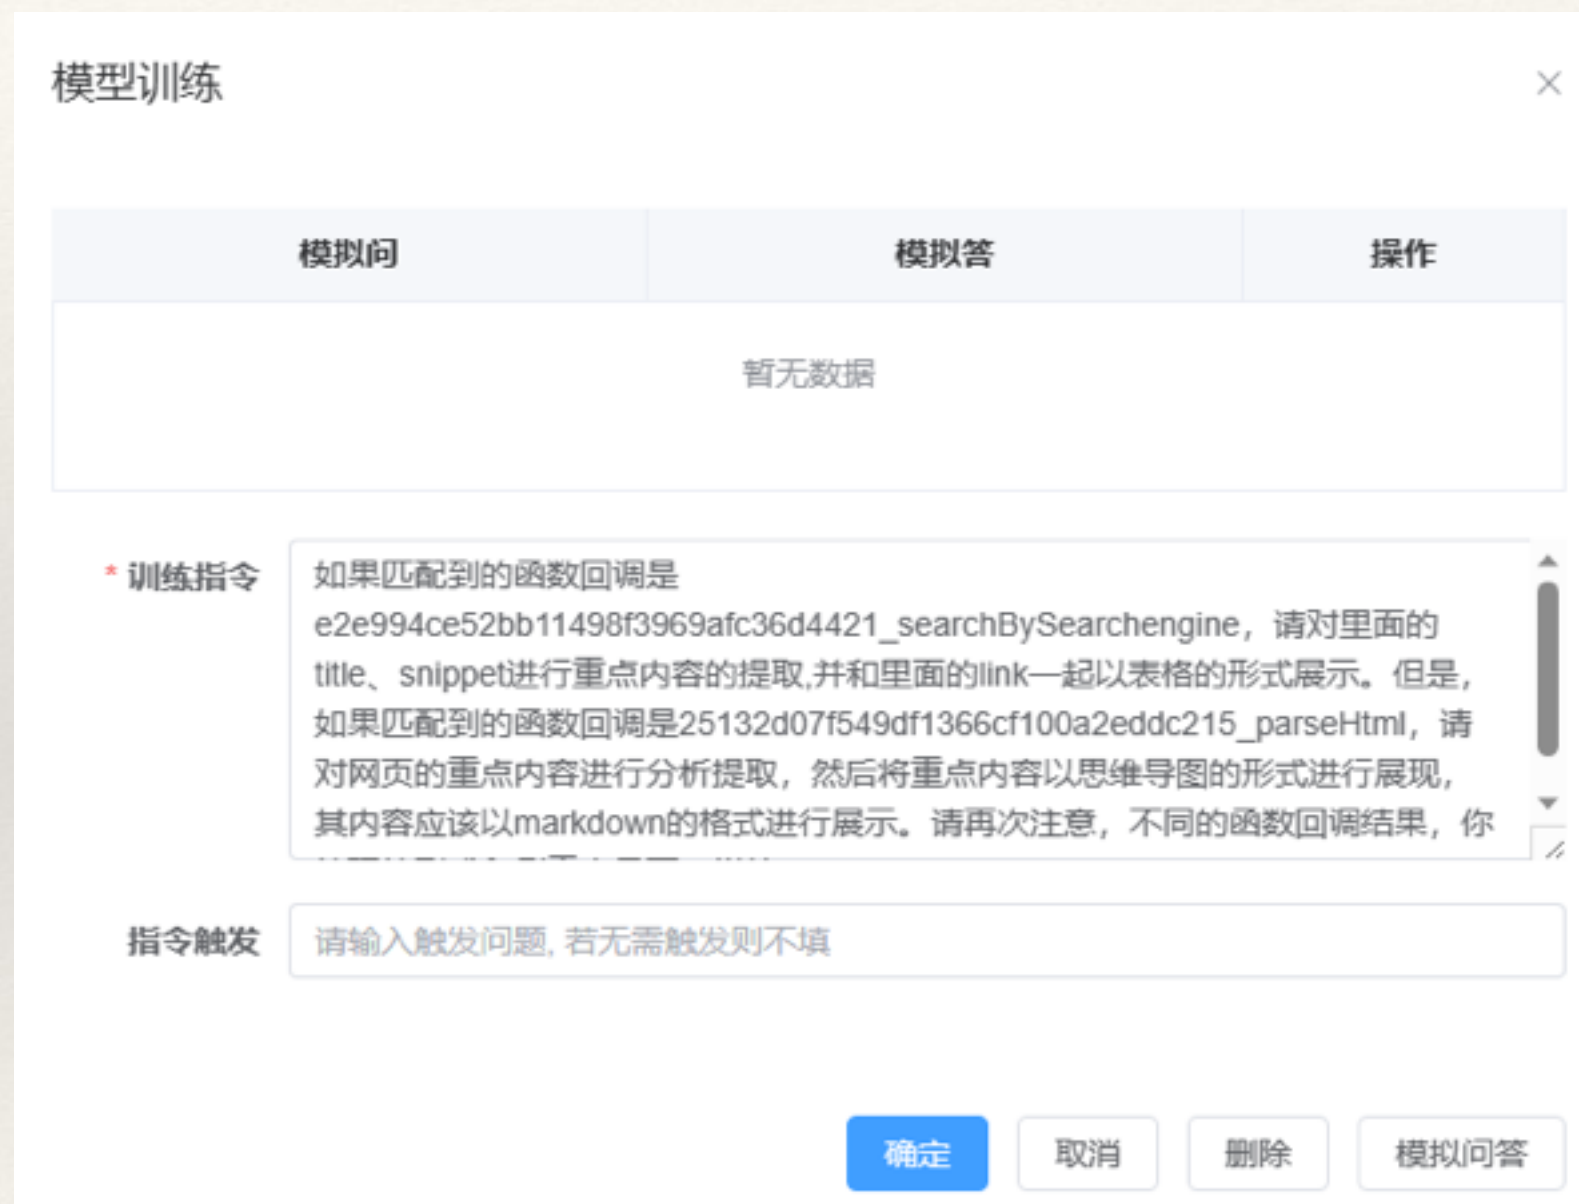 模型训练
模拟问 模拟答 操作
暂无数据
* 训练指令
如果匹配到的函数回调是
e2e994ce52bb11498f3969afc36d4421_searchBySearchengine，请对里面的
title、snippet进行重点内容的提取,并和里面的link一起以表格的形式展示。但是，
如果匹配到的函数回调是25132d07f549df1366cf100a2eddc215_parseHtml，请
对网页的重点内容进行分析提取，然后将重点内容以思维导图的形式进行展现，
其内容应该以markdown的格式进行展示。请再次注意，不同的函数回调结果，你
指令触发 请输入触发问题, 若无需触发则不填
确定 取消 删除 模拟问答